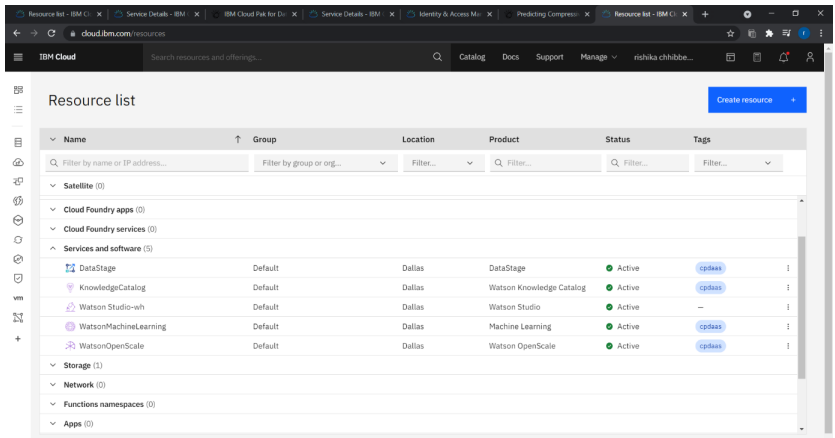 Resource list - IBM Cl
Service Details - IBM
IBM Cloud Pak for Da
Service Details - IBM
Identity & Access Ma
Predicting Compressi
Resource list - IBM Cl
cloud.ibm.com/resources
IBM Cloud
Search resources and offerings...
Catalog Docs Support Manage rishika chhibbe...
Resource list
Create resource +
Name Group Location Product Status Tags
Filter by name or IP address... Filter by group or org... Filter... Filter... Filter... Filter...
Satellite (0)
Cloud Foundry apps (0)
Cloud Foundry services (0)
Services and software (5)
DataStage Default Dallas DataStage Active cpdaas
KnowledgeCatalog Default Dallas Watson Knowledge Catalog Active cpdaas
Watson Studio-wh Default Dallas Watson Studio Active –
WatsonMachineLearning Default Dallas Machine Learning Active cpdaas
WatsonOpenScale Default Dallas Watson OpenScale Active cpdaas
vm
Storage (1)
Network (0)
Functions namespaces (0)
Apps (0)